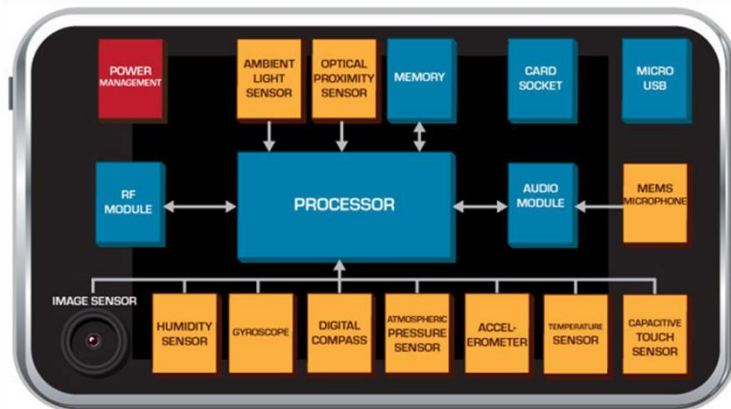 POWER
MANAGEMENT
AMBIENT
LIGHT
SENSOR
OPTICAL
PROXIMITY
SENSOR
MEMORY
CARD
SOCKET
MICRO
USB
RF
MODULE
PROCESSOR
AUDIO
MODULE
MEMS
MICROPHONE
IMAGE SENSOR
HUMIDITY
SENSOR
GYROSCOPE
DIGITAL
COMPASS
ATMOSPHERIC
PRESSURE
SENSOR
ACCEL-
EROMETER
TEMPERATURE
SENSOR
CAPACITIVE
TOUCH
SENSOR